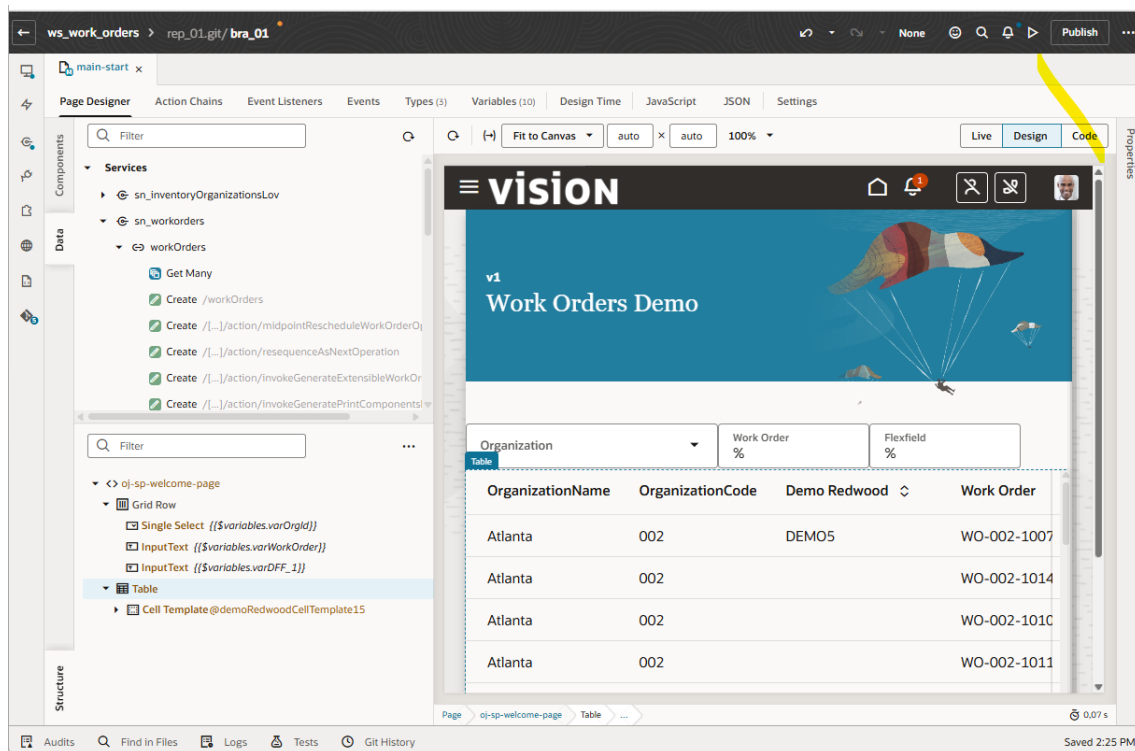 ws_work_orders > rep_01.git/ bra_01
None
Publish
main-start x
Page Designer Action Chains Event Listeners Events Types (3) Variables (10) Design Time JavaScript JSON Settings
Components
Data
Structure
Filter
Services
sn_inventoryOrganizationsLov
sn_workorders
workOrders
Get Many
Create /workOrders
Create /[...]/action/midpointRescheduleWorkOrderOp
Create /[...]/action/resequenceAsNextOperation
Create /[...]/action/invokeGenerateExtensibleWorkOr
Create /[...]/action/invokeGeneratePrintComponentsl
Filter
oj-sp-welcome-page
Grid Row
Single Select {{$variables.varOrgId}}
InputText {{$variables.varWorkOrder}}
InputText {{$variables.varDFF_1}}
Table
Cell Template@demoRedwoodCellTemplate15
Fit to Canvas auto × auto 100%
Live Design Code
Properties
VISION
1
v1
Work Orders Demo
Organization
Work Order
%
Flexfield
%
Table
OrganizationName OrganizationCode Demo Redwood Work Order
Atlanta 002 DEMO5 WO-002-1007
Atlanta 002 WO-002-1014
Atlanta 002 WO-002-1010
Atlanta 002 WO-002-1011
Page oj-sp-welcome-page Table ...
0,07 s
Audits Find in Files Logs Tests Git History
Saved 2:25 PM